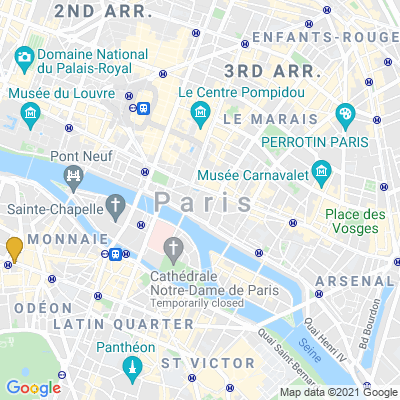 2ND ARR.
ENFANTS-ROUGE
Domaine National
du Palais-Royal
3RD ARR.
Musée du Louvre
Le Centre Pompidou
LE MARAIS
PERROTIN PARIS
Pont Neuf
Musée Carnavalet
Sainte-Chapelle
Paris
Place des
Vosges
MONNAIE
Cathédrale
Notre-Dame de Paris
Temporarily closed
ARSENAL
ODÉON
LATIN QUARTER
Quai Henri IV
Bd Bourdon
Quai Saint-Bernar
Seine
Panthéon
ST VICTOR
Google
Map data ©2021 Google